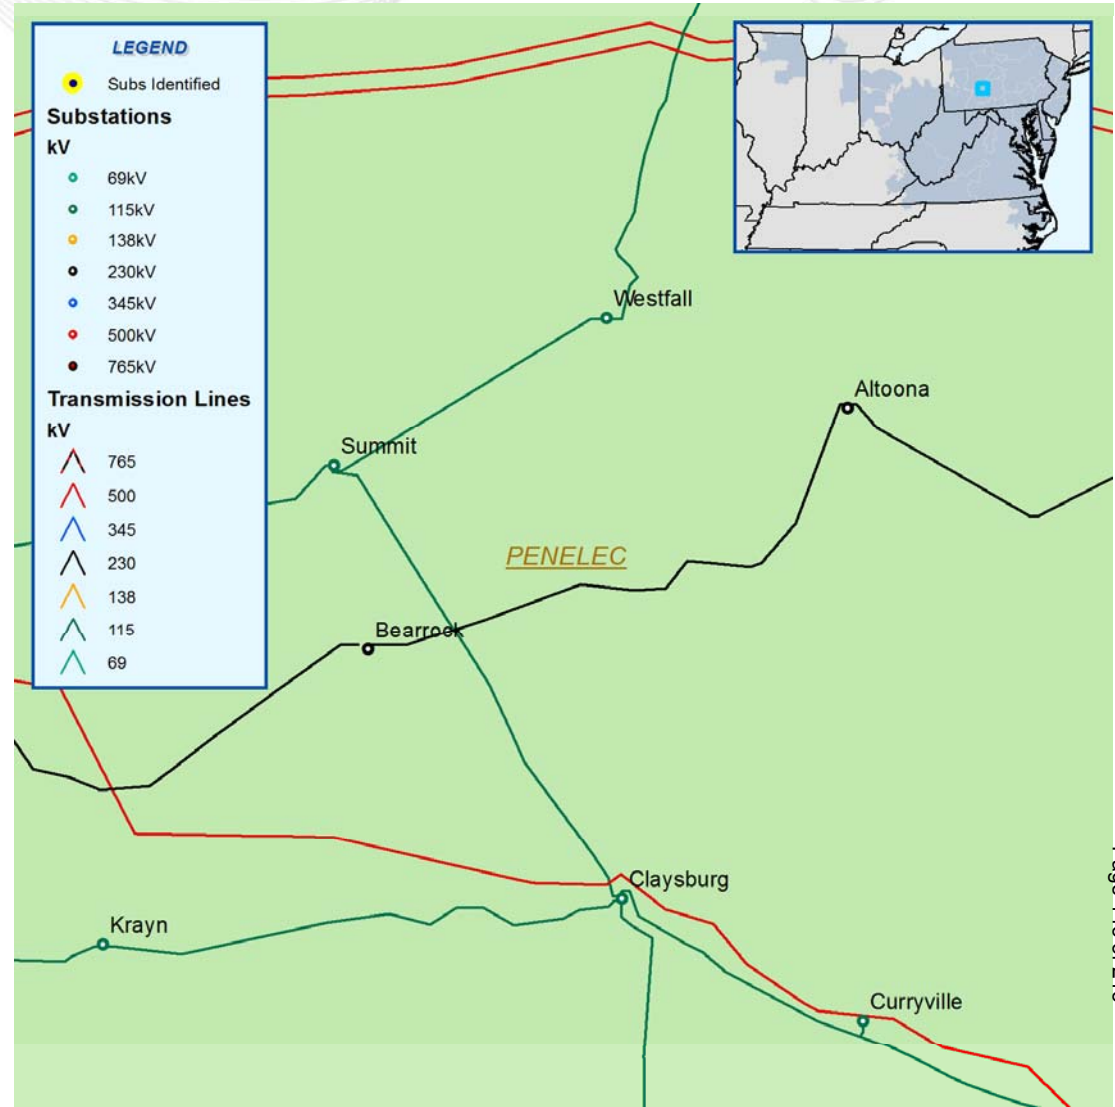 LEGEND
Subs Identified
Substations
kV
69kV
115kV
138kV
230kV
345kV
500kV
765kV
Transmission Lines
kV
765
500
345
230
138
115
69
Westfall
Altoona
Summit
PENELEC
Bearrock
Claysburg
Krayn
Curryville